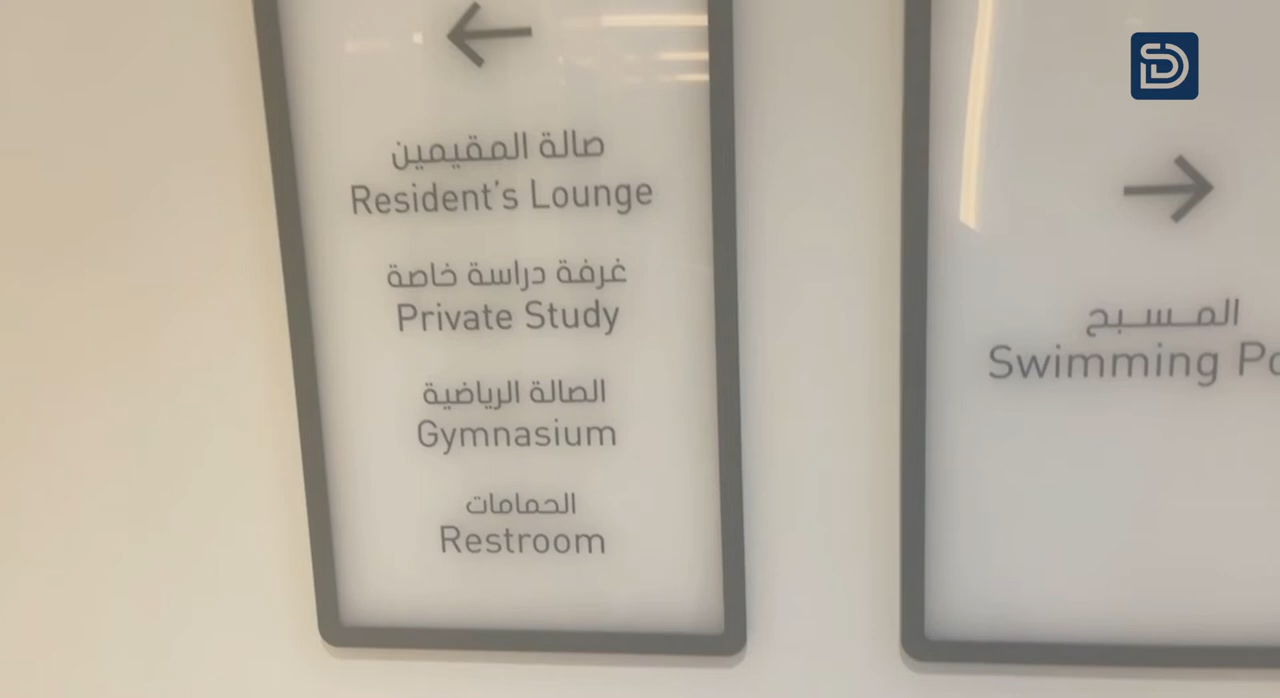 صالة المقيمين
Resident's Lounge
غرفة دراسة خاصة
Private Study
الصالة الرياضية
Gymnasium
الحمامات
Restroom
المسبح
Swimming